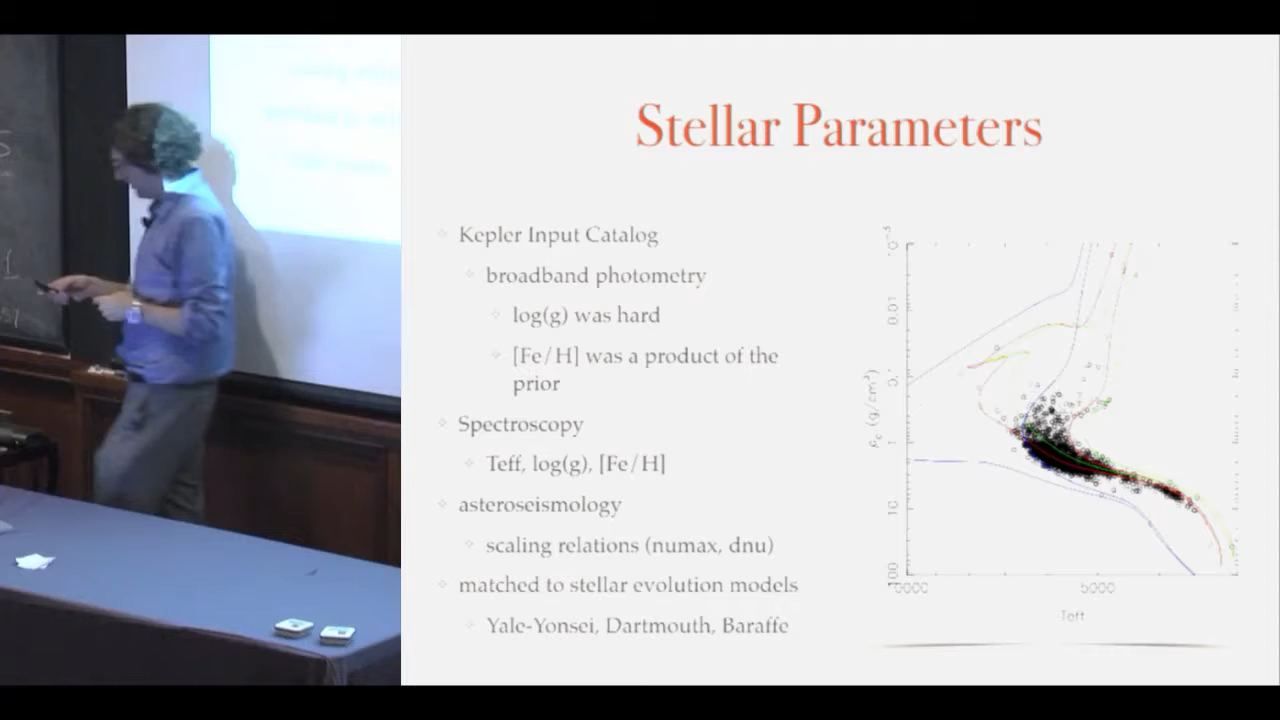 Stellar Parameters
Kepler Input Catalog
broadband photometry
log(g) was hard
[Fe/H] was a product of the
prior
Spectroscopy
Teff, log(g), [Fe/H]
asteroseismology
scaling relations (numax, dnu)
matched to stellar evolution models
Yale-Yonsei, Dartmouth, Baraffe
0.01
0.1
1
10
5000
Teff